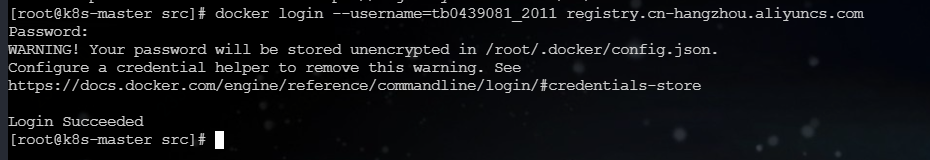 [root@k8s-master src]# docker login --username=tb0439081_2011 registry.cn-hangzhou.aliyuncs.com
Password:
WARNING! Your password will be stored unencrypted in /root/.docker/config.json.
Configure a credential helper to remove this warning. See
https://docs.docker.com/engine/reference/commandline/login/#credentials-store
Login Succeeded
[root@k8s-master src]#